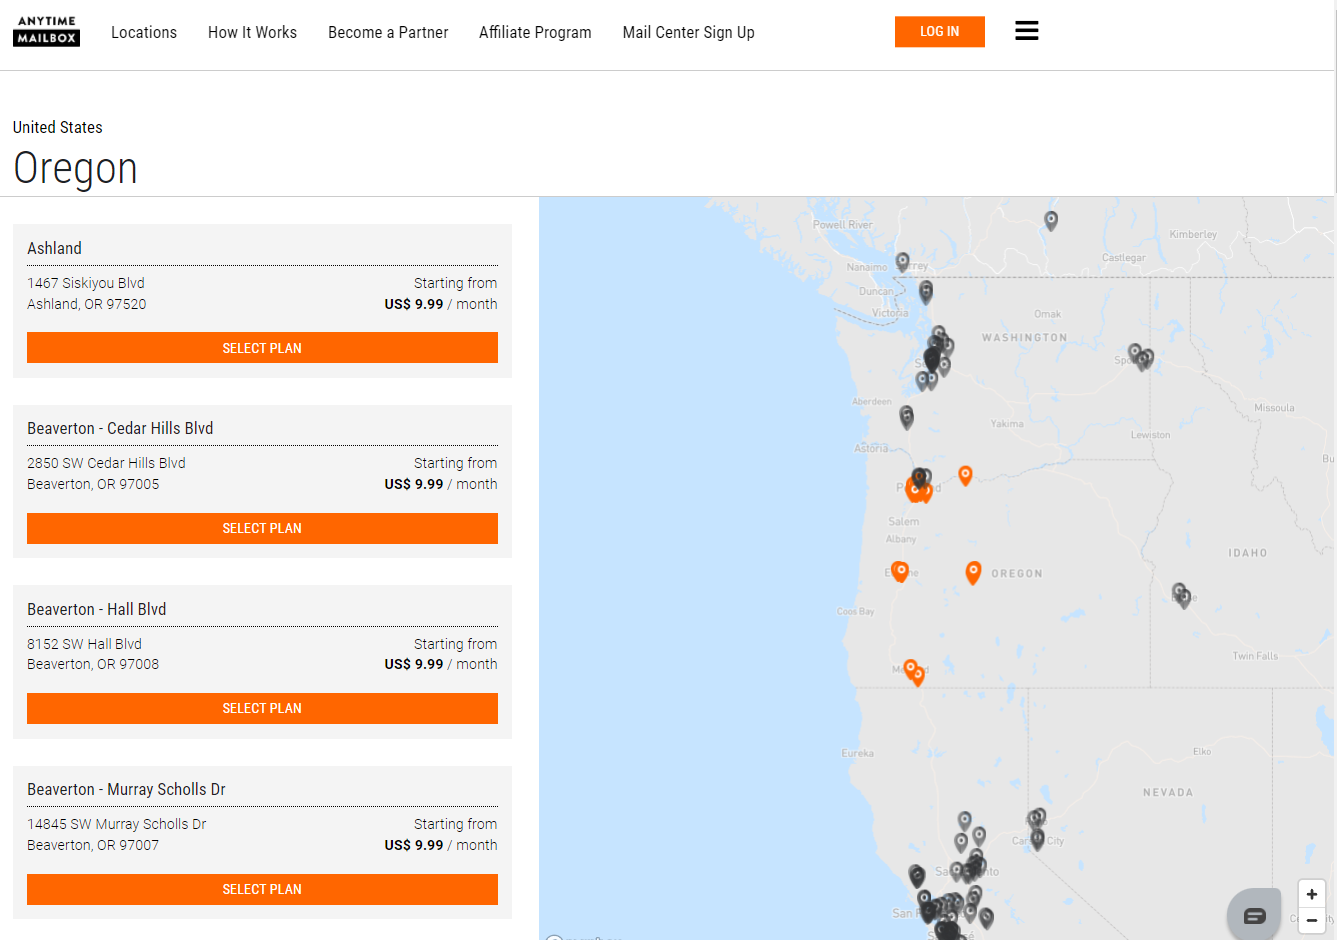 ANYTIME
MAILBOX
Locations
How It Works
Become a Partner
Affiliate Program
Mail Center Sign Up
LOG IN
United States
Oregon
Ashland
1467 Siskiyou Blvd
Starting from
Ashland, OR 97520
US$ 9.99 / month
SELECT PLAN
Beaverton - Cedar Hills Blvd
2850 SW Cedar Hills Blvd
Starting from
Beaverton, OR 97005
US$ 9.99 / month
SELECT PLAN
Beaverton - Hall Blvd
8152 SW Hall Blvd
Starting from
Beaverton, OR 97008
US$ 9.99 / month
SELECT PLAN
Beaverton - Murray Scholls Dr
14845 SW Murray Scholls Dr
Starting from
Beaverton, OR 97007
US$ 9.99 / month
SELECT PLAN
Powell River
Kimberley
Castlegar
Nanaimo
Duncan
Victoria
Omak
WASHINGTON
Missoula
Aberdeen
Yakima
Lewiston
Astoria
Salem
Albany
IDAHO
OREGON
Coos Bay
Twin Falls
Eureka
Elko
NEVADA
+
−